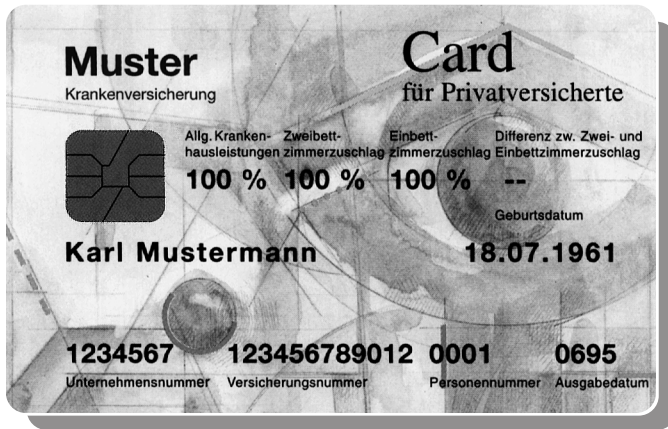 Muster
Krankenversicherung
Card
für Privatversicherte
Allg. Kranken- Zweibett- Einbett- Differenz zw. Zwei- und
hausleistungen zimmerzuschlag zimmerzuschlag Einbettzimmerzuschlag
100 % 100 % 100 % --
Geburtsdatum
Karl Mustermann 18.07.1961
1234567 123456789012 0001 0695
Unternehmensnummer Versicherungsnummer Personennummer Ausgabedatum